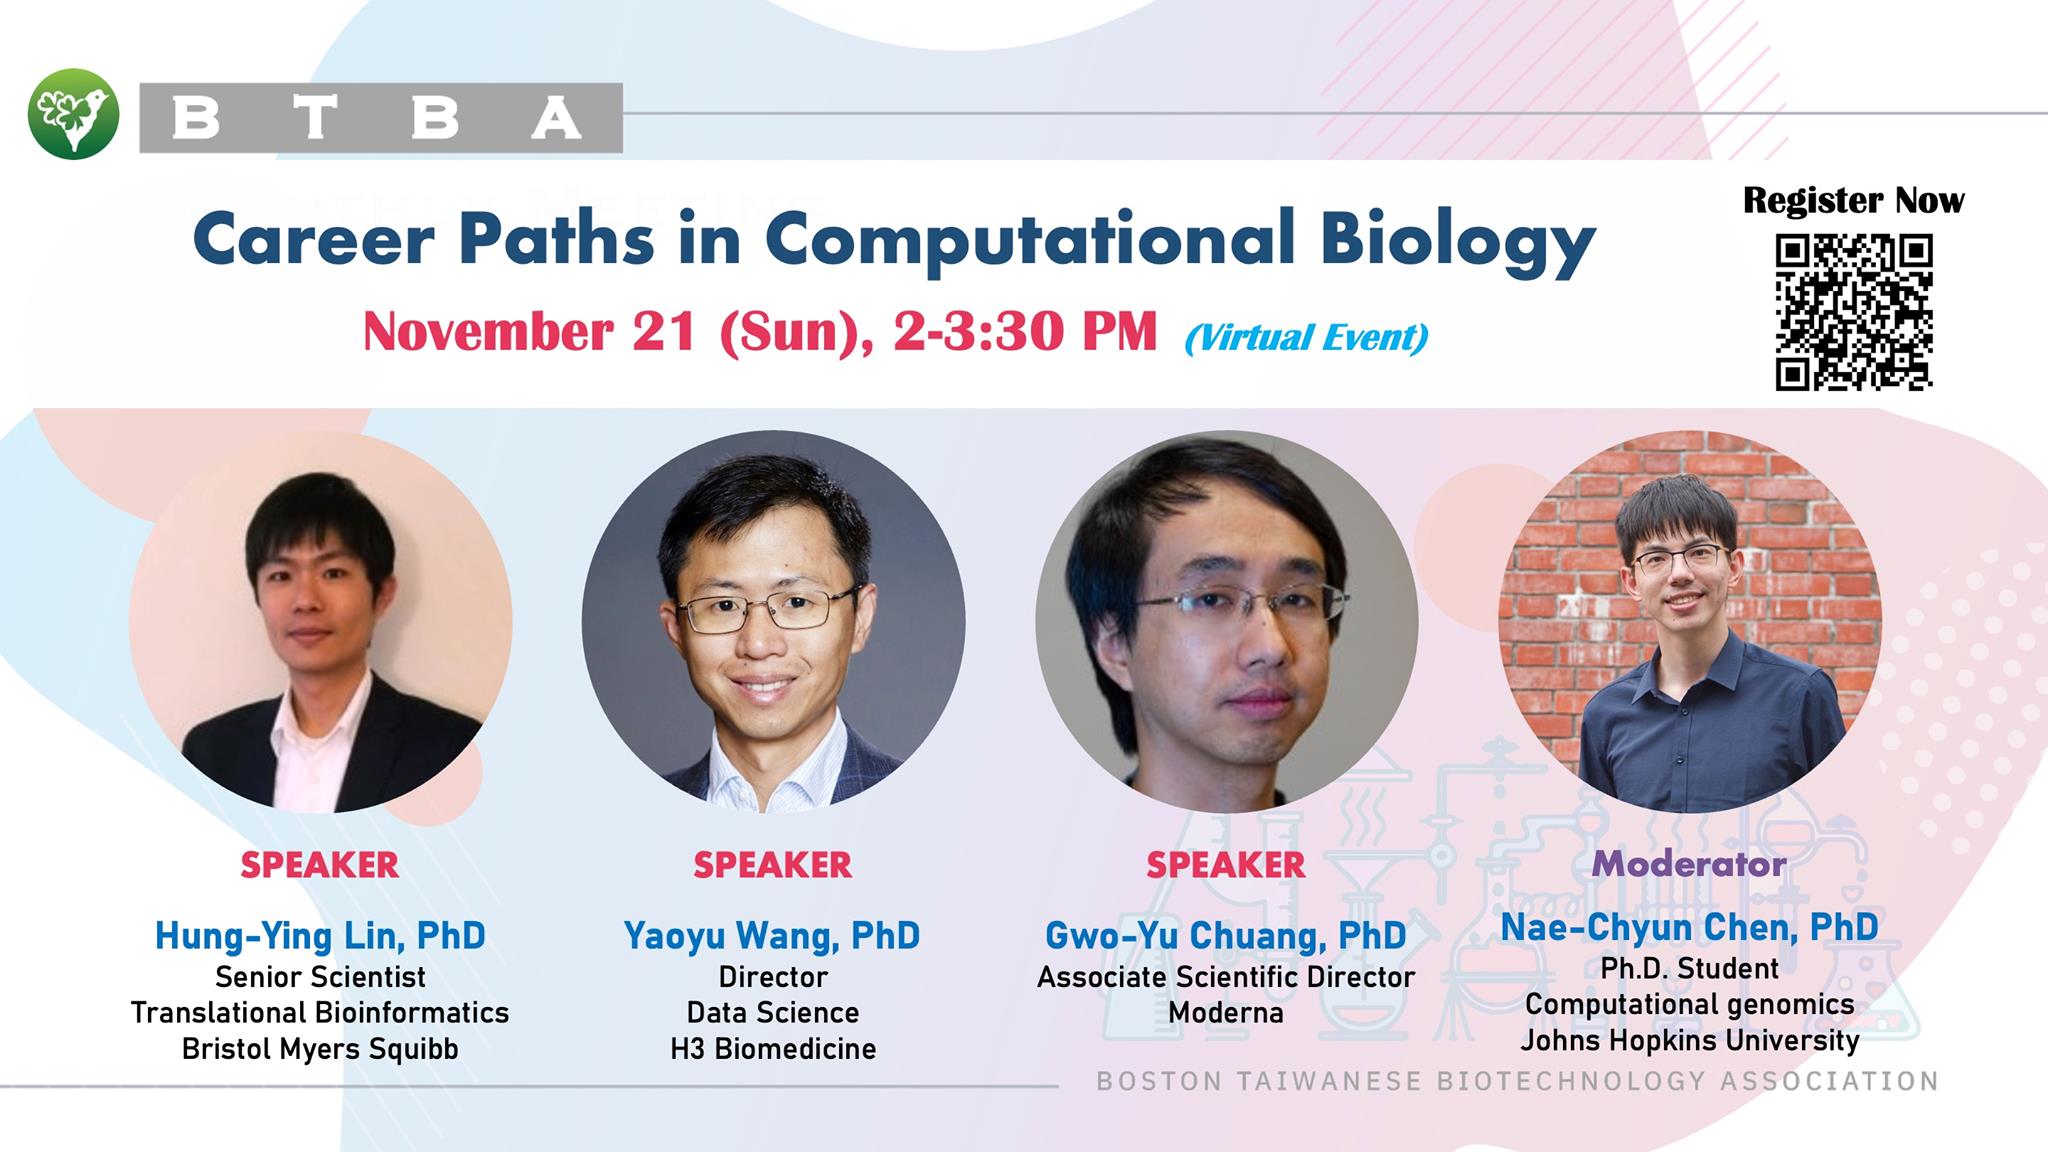 B T B A
Register Now
Career Paths in Computational Biology
November 21 (Sun), 2-3:30 PM (Virtual Event)
SPEAKER
Hung-Ying Lin, PhD
Senior Scientist
Translational Bioinformatics
Bristol Myers Squibb
SPEAKER
Yaoyu Wang, PhD
Director
Data Science
H3 Biomedicine
SPEAKER
Gwo-Yu Chuang, PhD
Associate Scientific Director
Moderna
Moderator
Nae-Chyun Chen, PhD
Ph.D. Student
Computational genomics
Johns Hopkins University
BOSTON TAIWANESE BIOTECHNOLOGY ASSOCIATION